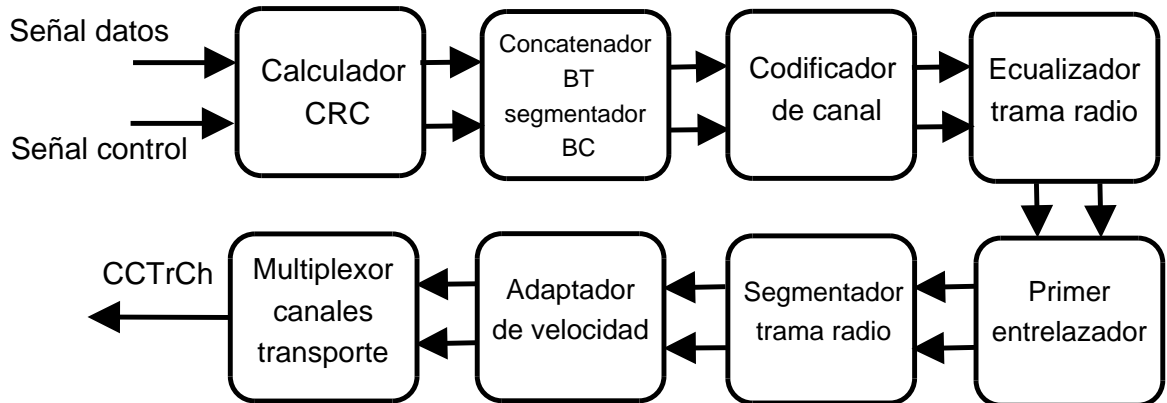 Señal datos
Señal control
Calculador
CRC
Concatenador
BT
segmentador
BC
Codificador
de canal
Ecualizador
trama radio
Primer
entrelazador
Segmentador
trama radio
Adaptador
de velocidad
Multiplexor
canales
transporte
CCTrCh